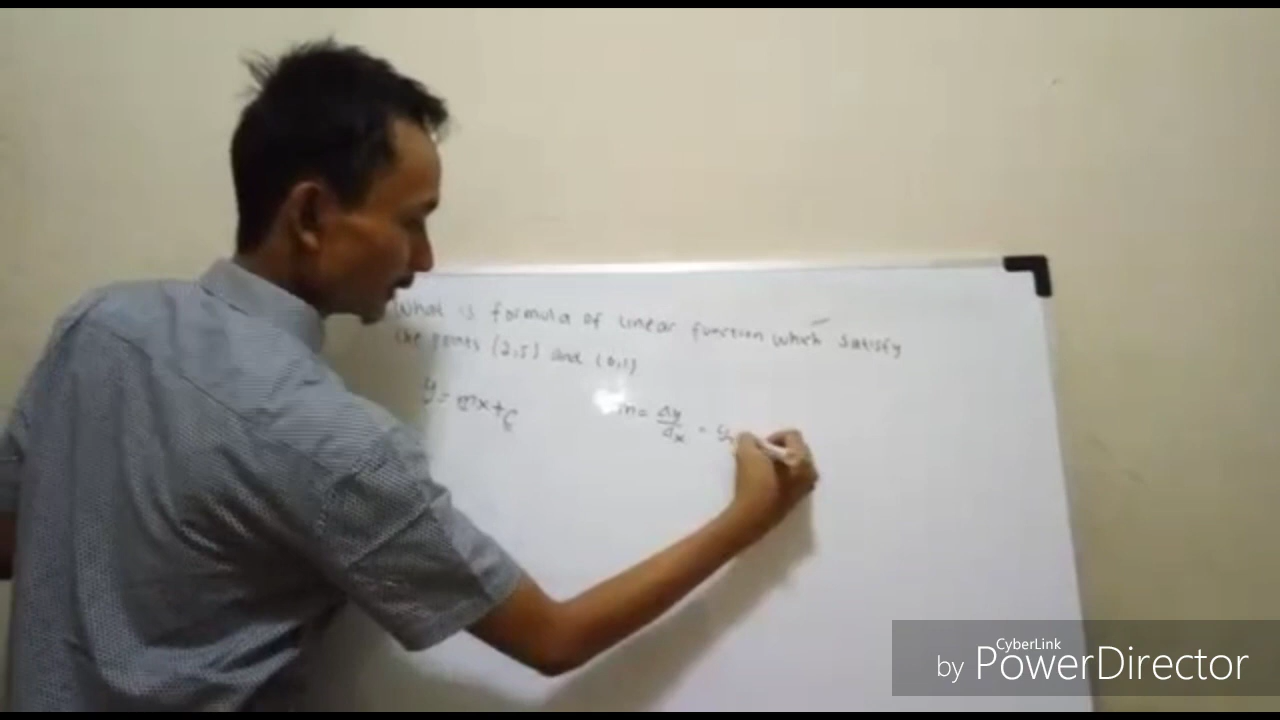 What is formula of linear function which satisfy
the points (2,5) and (0,1)
y = mx + c
m = Δy/Δx = y
CyberLink
by PowerDirector